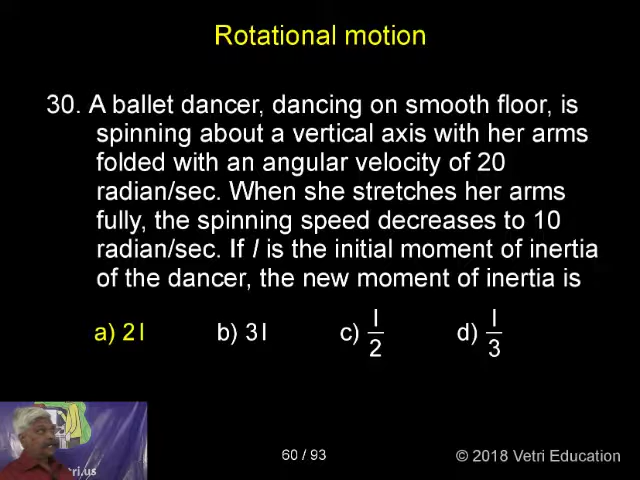 Rotational motion
30. A ballet dancer, dancing on smooth floor, is
spinning about a vertical axis with her arms
folded with an angular velocity of 20
radian/sec. When she stretches her arms
fully, the spinning speed decreases to 10
radian/sec. If I is the initial moment of inertia
of the dancer, the new moment of inertia is
a) 2I b) 3I c) I/2 d) I/3
tri.us
60 / 93
© 2018 Vetri Education